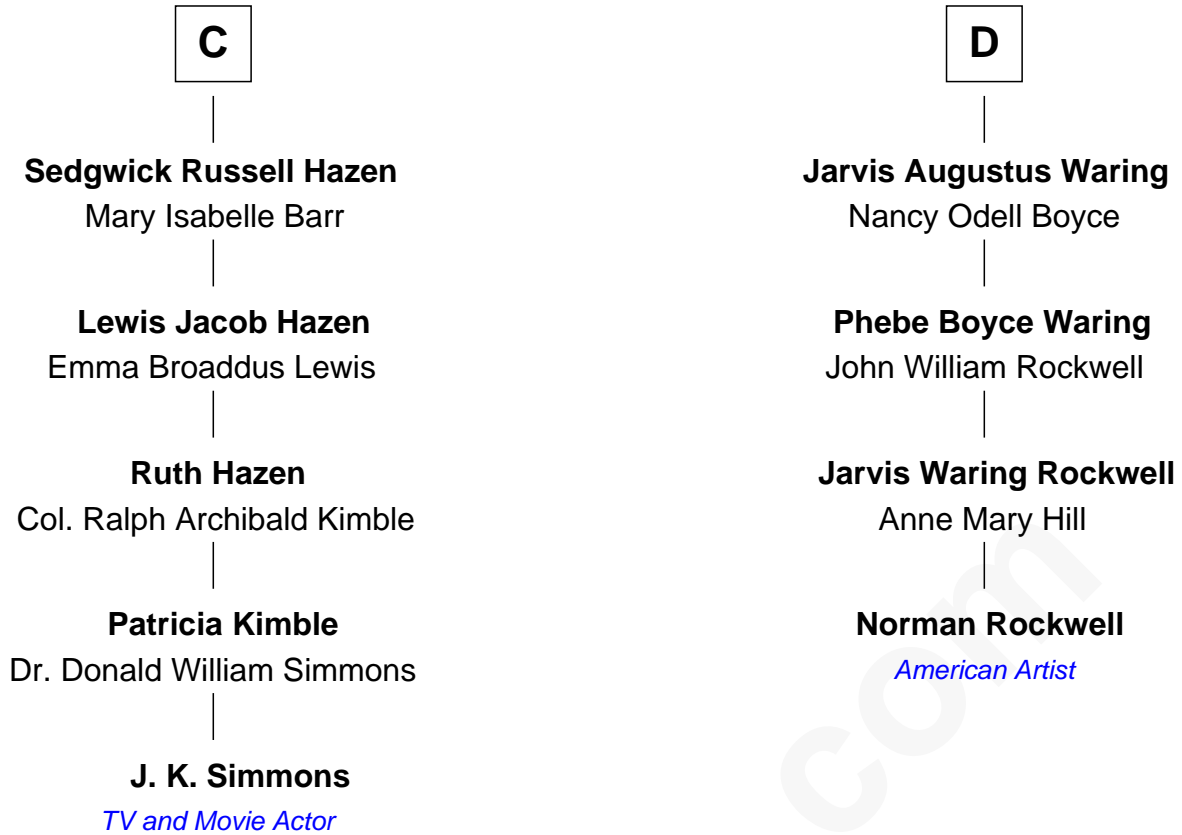 C
Sedgwick Russell Hazen
Mary Isabelle Barr
Lewis Jacob Hazen
Emma Broaddus Lewis
Ruth Hazen
Col. Ralph Archibald Kimble
Patricia Kimble
Dr. Donald William Simmons
J. K. Simmons
TV and Movie Actor
D
Jarvis Augustus Waring
Nancy Odell Boyce
Phebe Boyce Waring
John William Rockwell
Jarvis Waring Rockwell
Anne Mary Hill
Norman Rockwell
American Artist
com